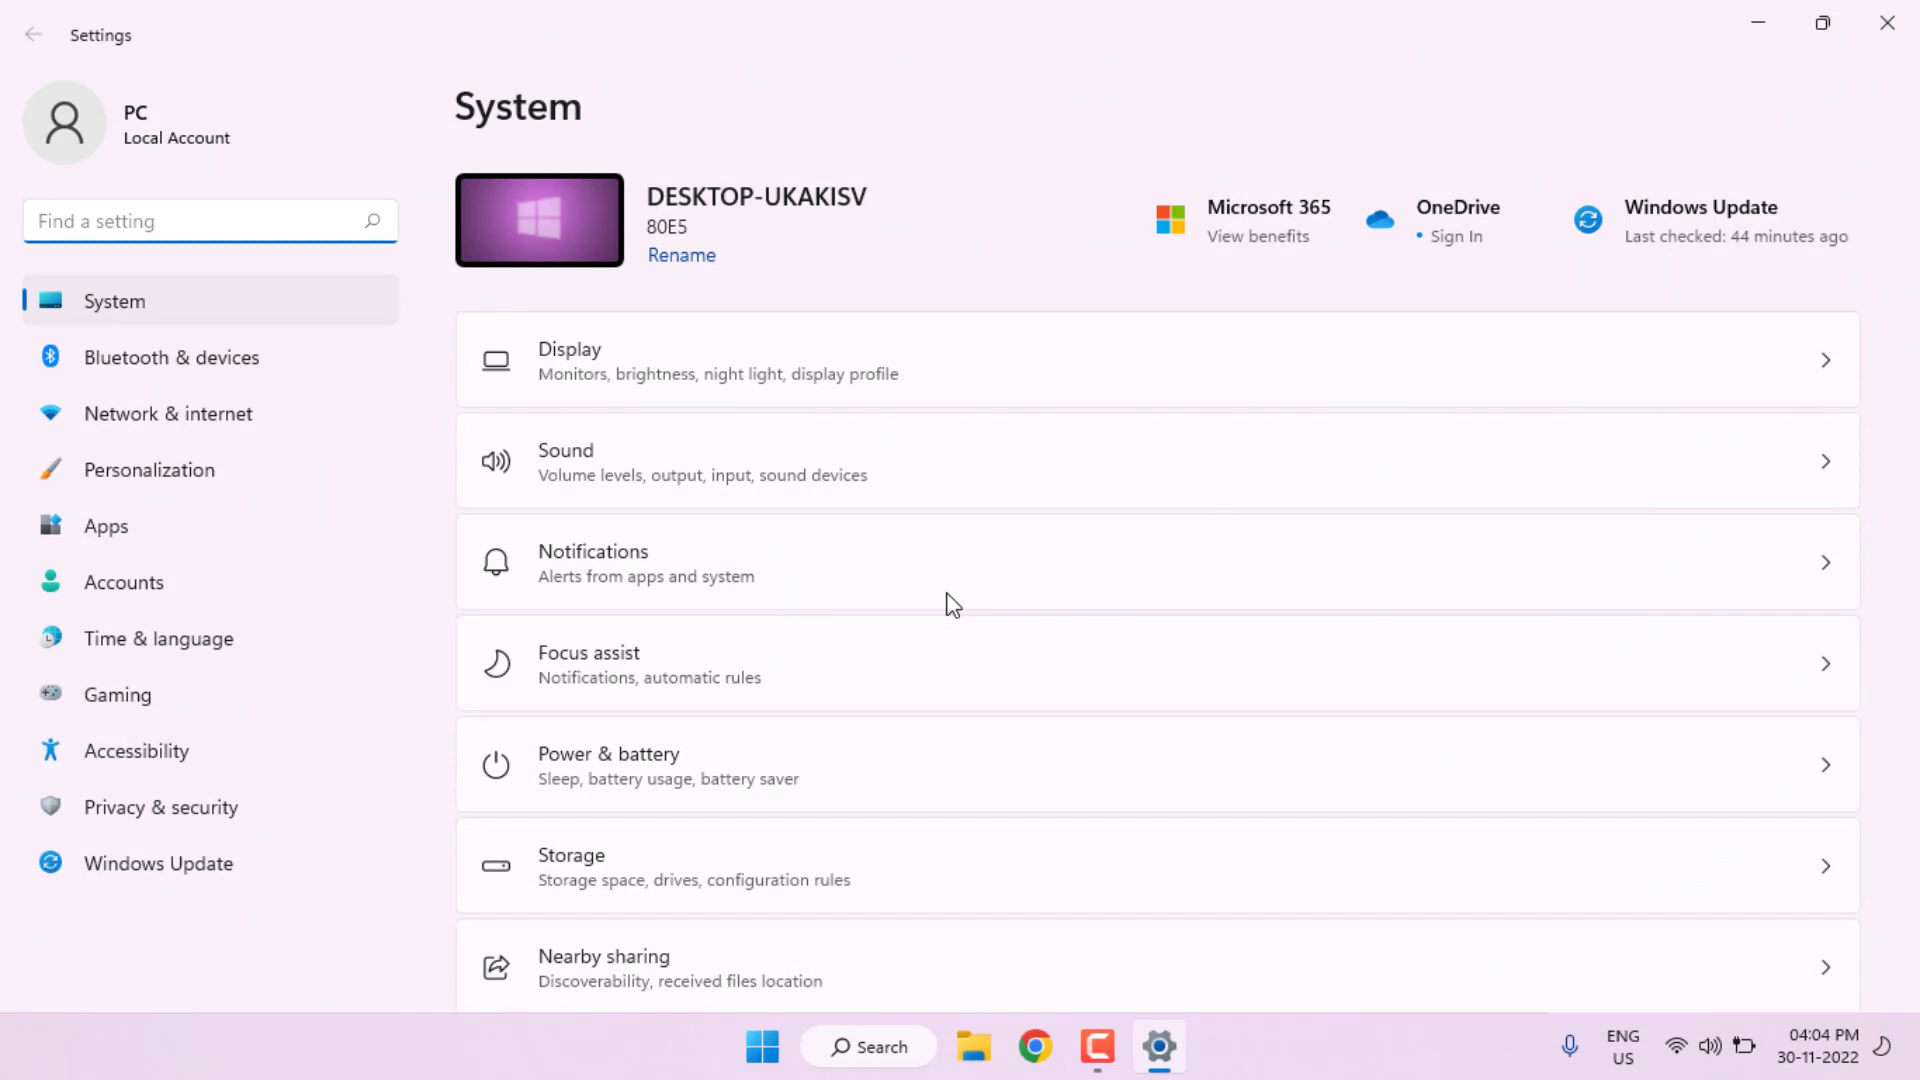 Settings
PC
Local Account
Find a setting
System
Bluetooth & devices
Network & internet
Personalization
Apps
Accounts
Time & language
Gaming
Accessibility
Privacy & security
Windows Update
System
DESKTOP-UKAKISV
80E5
Rename
Microsoft 365
View benefits
OneDrive
• Sign In
Windows Update
Last checked: 44 minutes ago
Display
Monitors, brightness, night light, display profile
Sound
Volume levels, output, input, sound devices
Notifications
Alerts from apps and system
Focus assist
Notifications, automatic rules
Power & battery
Sleep, battery usage, battery saver
Storage
Storage space, drives, configuration rules
Nearby sharing
Discoverability, received files location
Search
ENG
US
04:04 PM
30-11-2022